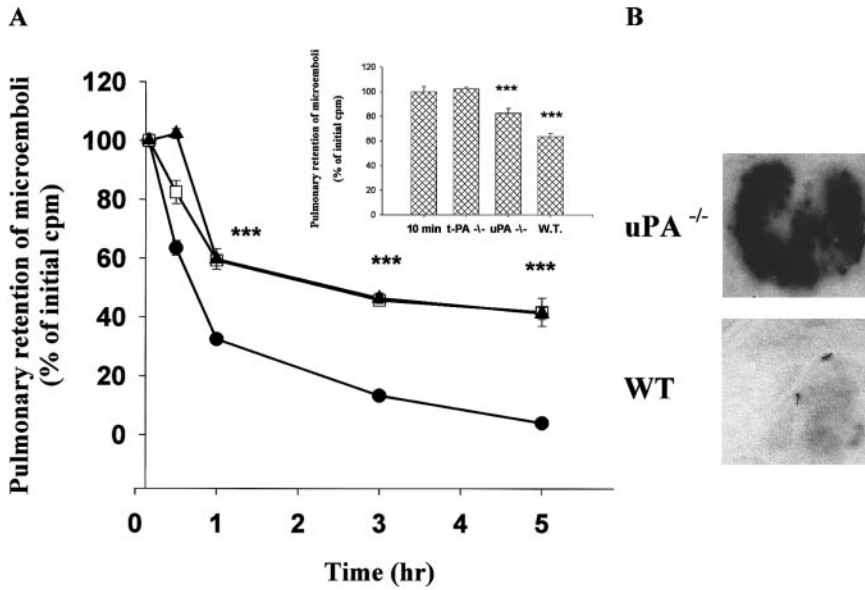 A
B
Pulmonary retention of microemboli
(% of initial cpm)
120
100
80
60
40
20
0
***
***
***
0
1
2
3
4
5
Time (hr)
Pulmonary retention of microemboli
(% of initial cpm)
120
100
80
60
40
20
0
***
***
10 min t-PA -\- uPA -\- W.T.
uPA -/-
WT